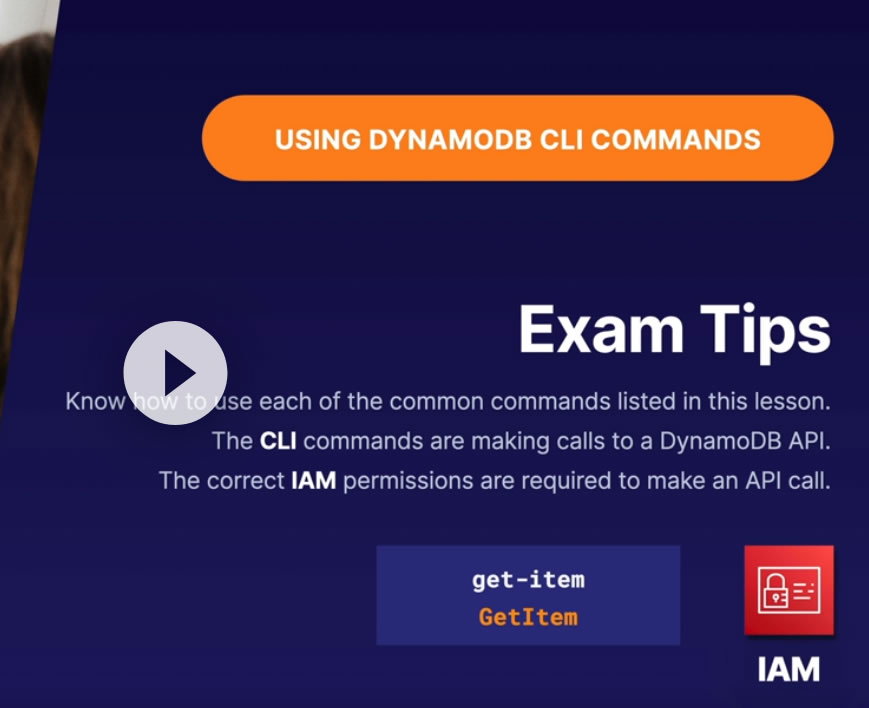 USING DYNAMODB CLI COMMANDS
Exam Tips
Know how to use each of the common commands listed in this lesson.
The CLI commands are making calls to a DynamoDB API.
The correct IAM permissions are required to make an API call.
get-item
GetItem
IAM